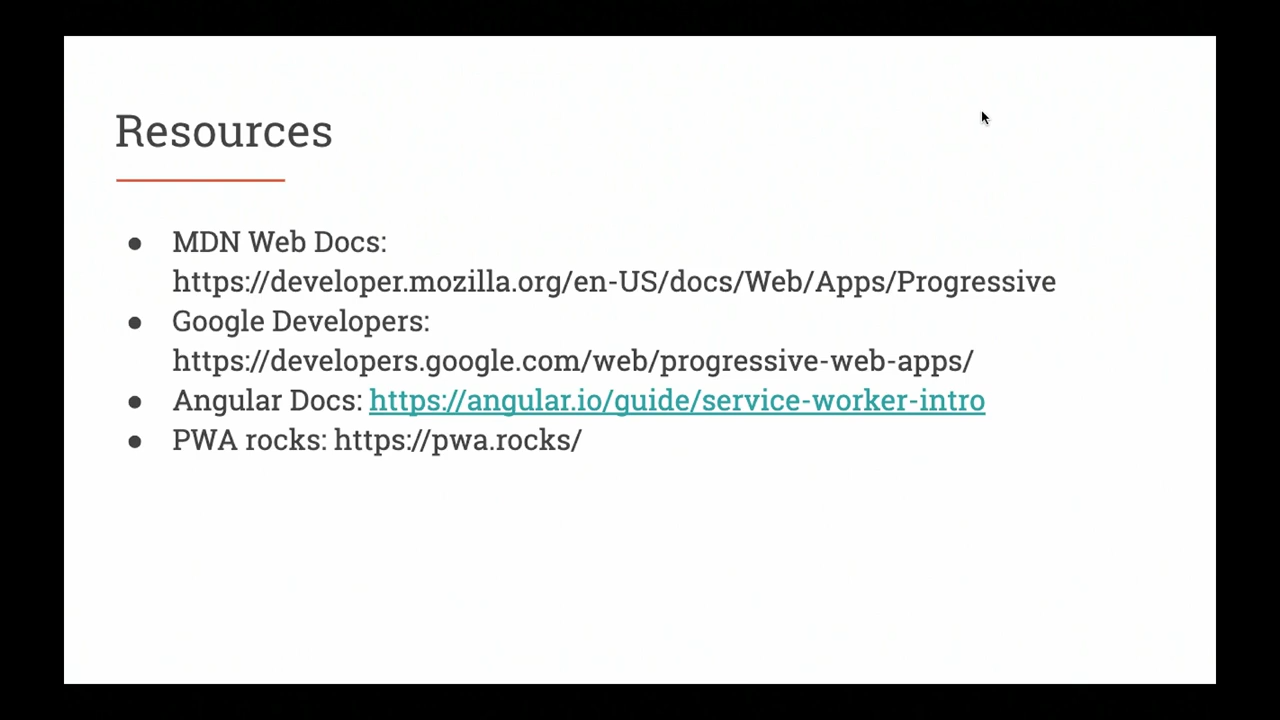 Resources
● MDN Web Docs:
https://developer.mozilla.org/en-US/docs/Web/Apps/Progressive
● Google Developers:
https://developers.google.com/web/progressive-web-apps/
● Angular Docs: https://angular.io/guide/service-worker-intro
● PWA rocks: https://pwa.rocks/